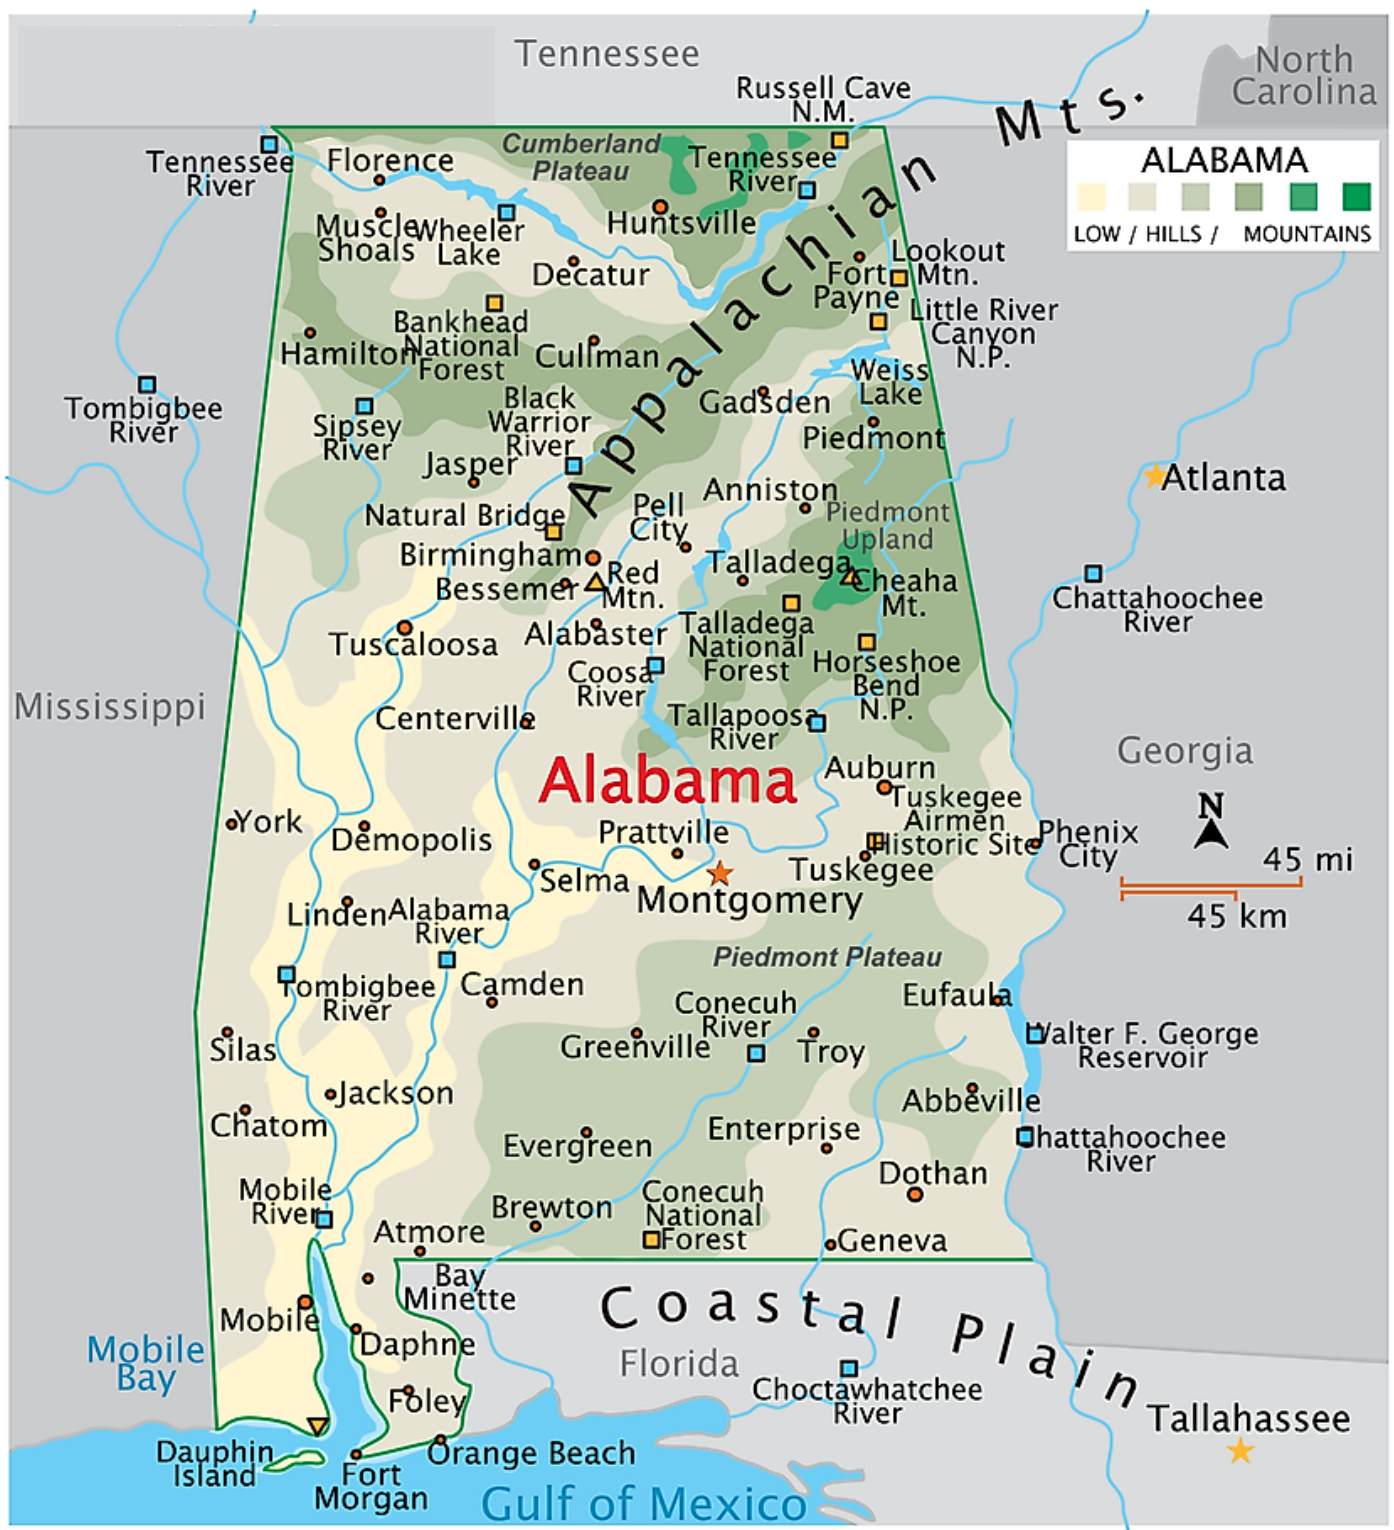 Tennessee
North
Carolina
Russell Cave
N.M.
Appalachian Mts.
ALABAMA
LOW / HILLS / MOUNTAINS
Cumberland
Plateau
Tennessee
River
Tennessee
River
Florence
Muscle
Shoals
Wheeler
Lake
Huntsville
Decatur
Lookout
Mtn.
Fort
Payne
Little River
Canyon
N.P.
Bankhead
National
Forest
Hamilton
Cullman
Weiss
Lake
Tombigbee
River
Sipsey
River
Black
Warrior
River
Gadsden
Piedmont
Jasper
Atlanta
Anniston
Pell
City
Natural Bridge
Piedmont
Upland
Birmingham
Talladega
Bessemer
Red
Mtn.
Cheaha
Mt.
Chattahoochee
River
Tuscaloosa
Alabaster
Talladega
National
Forest
Horseshoe
Bend
N.P.
Coosa
River
Mississippi
Centerville
Tallapoosa
River
Georgia
Alabama
Auburn
Tuskegee
Airmen
Historic Site
N
York
Demopolis
Prattville
Phenix
City
45 mi
45 km
Selma
Tuskegee
Montgomery
Linden
Alabama
River
Piedmont Plateau
Tombigbee
River
Camden
Conecuh
River
Eufaula
Silas
Greenville
Troy
Walter F. George
Reservoir
Jackson
Abbeville
Chatom
Evergreen
Enterprise
Chattahoochee
River
Dothan
Mobile
River
Brewton
Conecuh
National
Forest
Atmore
Geneva
Bay
Minette
Coastal Plain
Mobile
Daphne
Mobile
Bay
Florida
Foley
Choctawhatchee
River
Tallahassee
Dauphin
Island
Orange Beach
Fort
Morgan
Gulf of Mexico